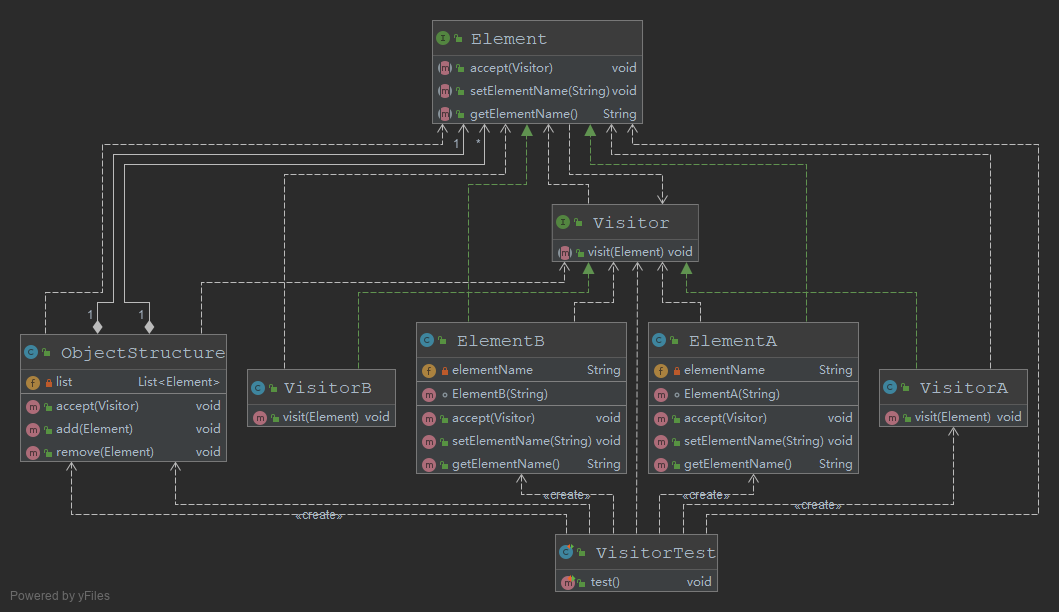 Element
accept(Visitor) void
setElementName(String) void
getElementName() String
1 *
Visitor
visit(Element) void
1 1
ObjectStructure
list List<Element>
accept(Visitor) void
add(Element) void
remove(Element) void
VisitorB
visit(Element) void
ElementB
elementName String
ElementB(String)
accept(Visitor) void
setElementName(String) void
getElementName() String
ElementA
elementName String
ElementA(String)
accept(Visitor) void
setElementName(String) void
getElementName() String
VisitorA
visit(Element) void
«create»
«create»
«create»
«create»
VisitorTest
test() void
Powered by yFiles